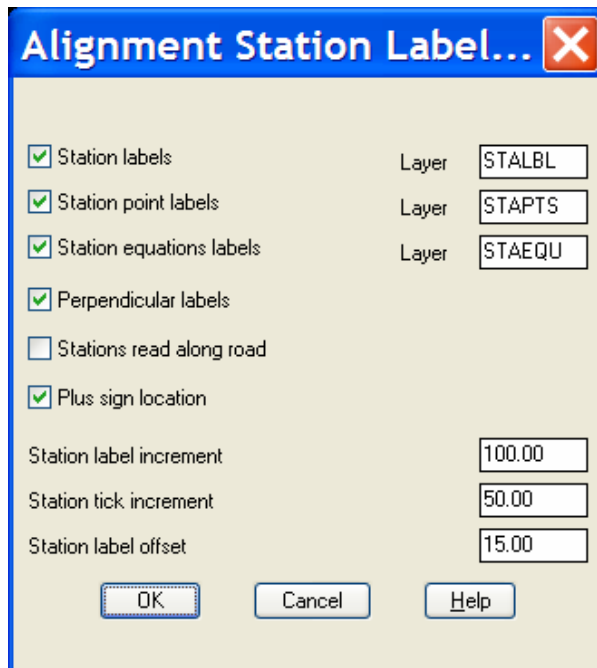 Alignment Station Label...
Station labels Layer STALBL
Station point labels Layer STAPTS
Station equations labels Layer STAEQU
Perpendicular labels
Stations read along road
Plus sign location
Station label increment 100.00
Station tick increment 50.00
Station label offset 15.00
OK Cancel Help